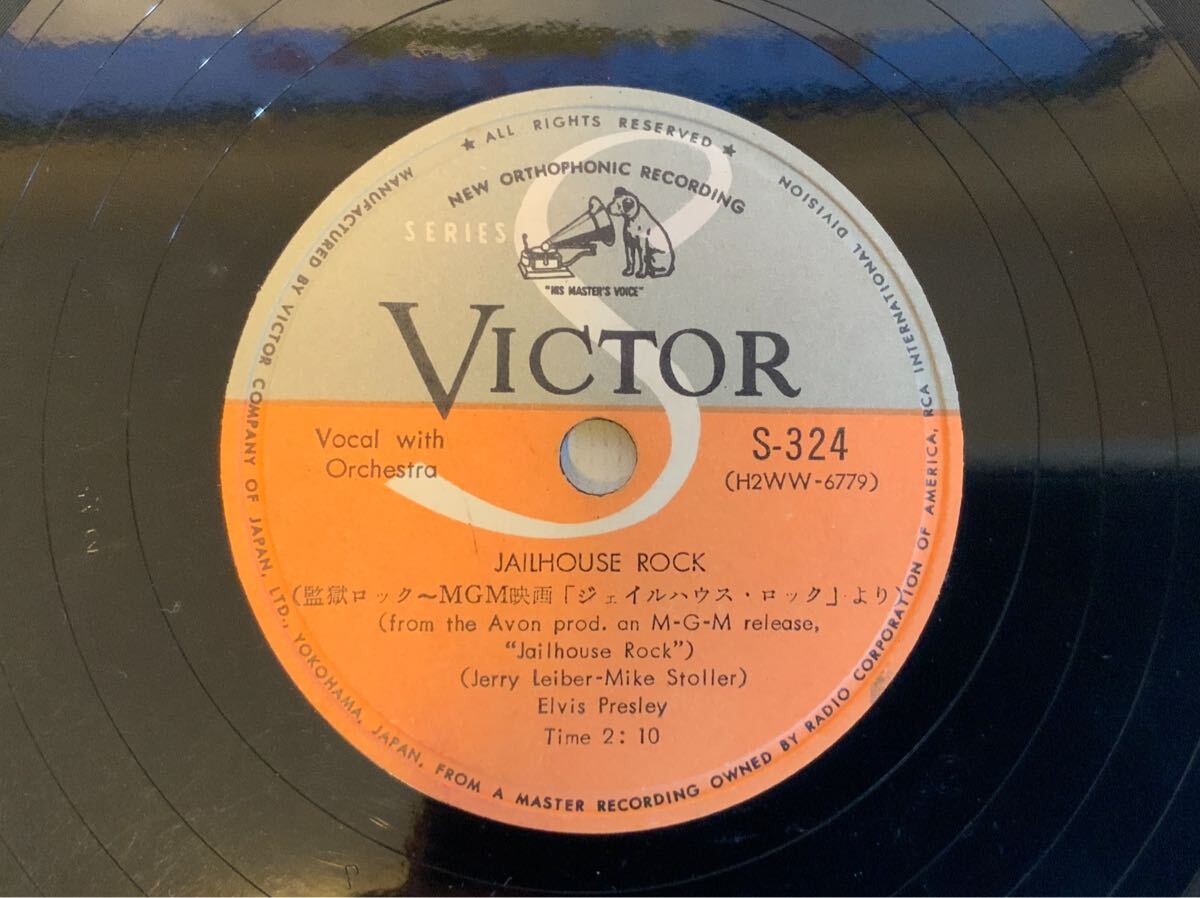 ★ ALL RIGHTS RESERVED ★
MANUFACTURED BY VICTOR COMPANY OF JAPAN, LTD., YOKOHAMA, JAPAN, FROM A MASTER RECORDING OWNED BY RADIO CORPORATION OF AMERICA, RCA INTERNATIONAL DIVISION
NEW ORTHOPHONIC RECORDING
SERIES S
"HIS MASTER'S VOICE"
VICTOR
Vocal with
Orchestra
S-324
(H2WW-6779)
JAILHOUSE ROCK
(監獄ロック～MGM映画「ジェイルハウス・ロック」より)
(from the Avon prod. an M-G-M release,
"Jailhouse Rock")
(Jerry Leiber-Mike Stoller)
Elvis Presley
Time 2: 10